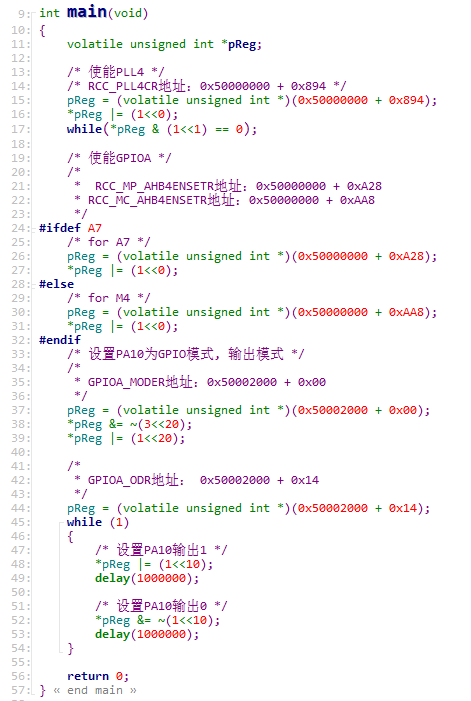 9: int main(void)
10: {
11:     volatile unsigned int *pReg;
12:
13:     /* 使能PLL4 */
14:     /* RCC_PLL4CR地址：0x50000000 + 0x894 */
15:     pReg = (volatile unsigned int *)(0x50000000 + 0x894);
16:     *pReg |= (1<<0);
17:     while(*pReg & (1<<1) == 0);
18:
19:     /* 使能GPIOA */
20:     /*
21:      *  RCC_MP_AHB4ENSETR地址：0x50000000 + 0xA28
22:      * RCC_MC_AHB4ENSETR地址：0x50000000 + 0xAA8
23:      */
24: #ifdef A7
25:     /* for A7 */
26:     pReg = (volatile unsigned int *)(0x50000000 + 0xA28);
27:     *pReg |= (1<<0);
28: #else
29:     /* for M4 */
30:     pReg = (volatile unsigned int *)(0x50000000 + 0xAA8);
31:     *pReg |= (1<<0);
32: #endif
33:     /* 设置PA10为GPIO模式, 输出模式 */
34:     /*
35:      * GPIOA_MODER地址：0x50002000 + 0x00
36:      */
37:     pReg = (volatile unsigned int *)(0x50002000 + 0x00);
38:     *pReg &= ~(3<<20);
39:     *pReg |= (1<<20);
40:
41:     /*
42:      * GPIOA_ODR地址： 0x50002000 + 0x14
43:      */
44:     pReg = (volatile unsigned int *)(0x50002000 + 0x14);
45:     while (1)
46:     {
47:         /* 设置PA10输出1 */
48:         *pReg |= (1<<10);
49:         delay(1000000);
50:
51:         /* 设置PA10输出0 */
52:         *pReg &= ~(1<<10);
53:         delay(1000000);
54:     }
55:
56:     return 0;
57: } « end main »